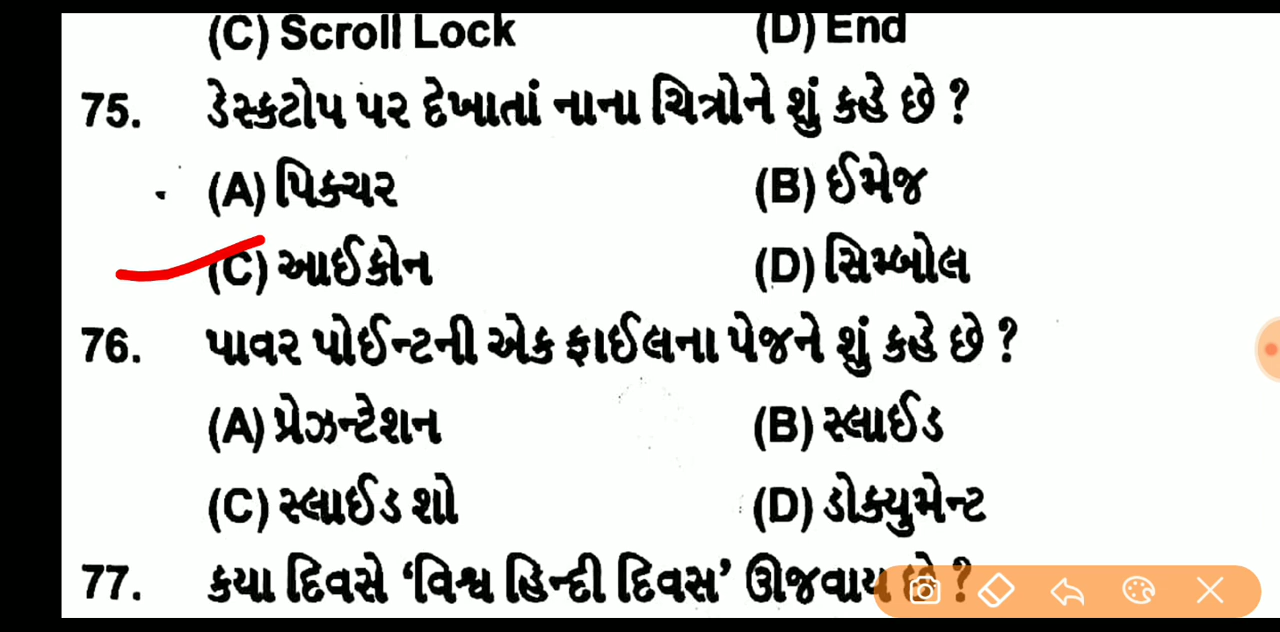 (C) Scroll Lock (D) End
75. ડેસ્કટોપ પર દેખાતાં નાના ચિત્રોને શું કહે છે ?
(A) પિક્ચર (B) ઈમેજ
(C) આઈકોન (D) સિમ્બોલ
76. પાવર પોઈન્ટની એક ફાઈલના પેજને શું કહે છે ?
(A) પ્રેઝન્ટેશન (B) સ્લાઈડ
(C) સ્લાઈડ શો (D) ડોક્યુમેન્ટ
77. કયા દિવસે ‘વિશ્વ હિન્દી દિવસ’ ઊજવાય છે ?